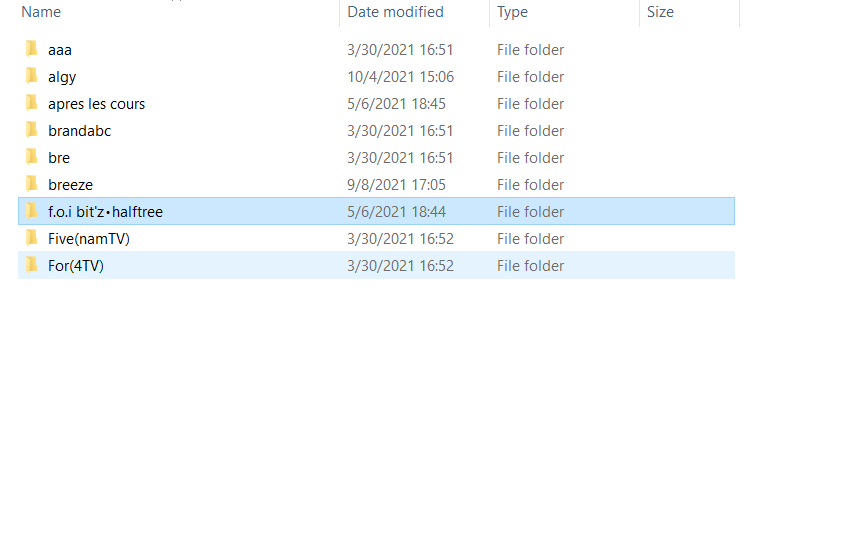 Name Date modified Type Size
aaa 3/30/2021 16:51 File folder
algy 10/4/2021 15:06 File folder
apres les cours 5/6/2021 18:45 File folder
brandabc 3/30/2021 16:51 File folder
bre 3/30/2021 16:51 File folder
breeze 9/8/2021 17:05 File folder
f.o.i bit'z•halftree 5/6/2021 18:44 File folder
Five(namTV) 3/30/2021 16:52 File folder
For(4TV) 3/30/2021 16:52 File folder